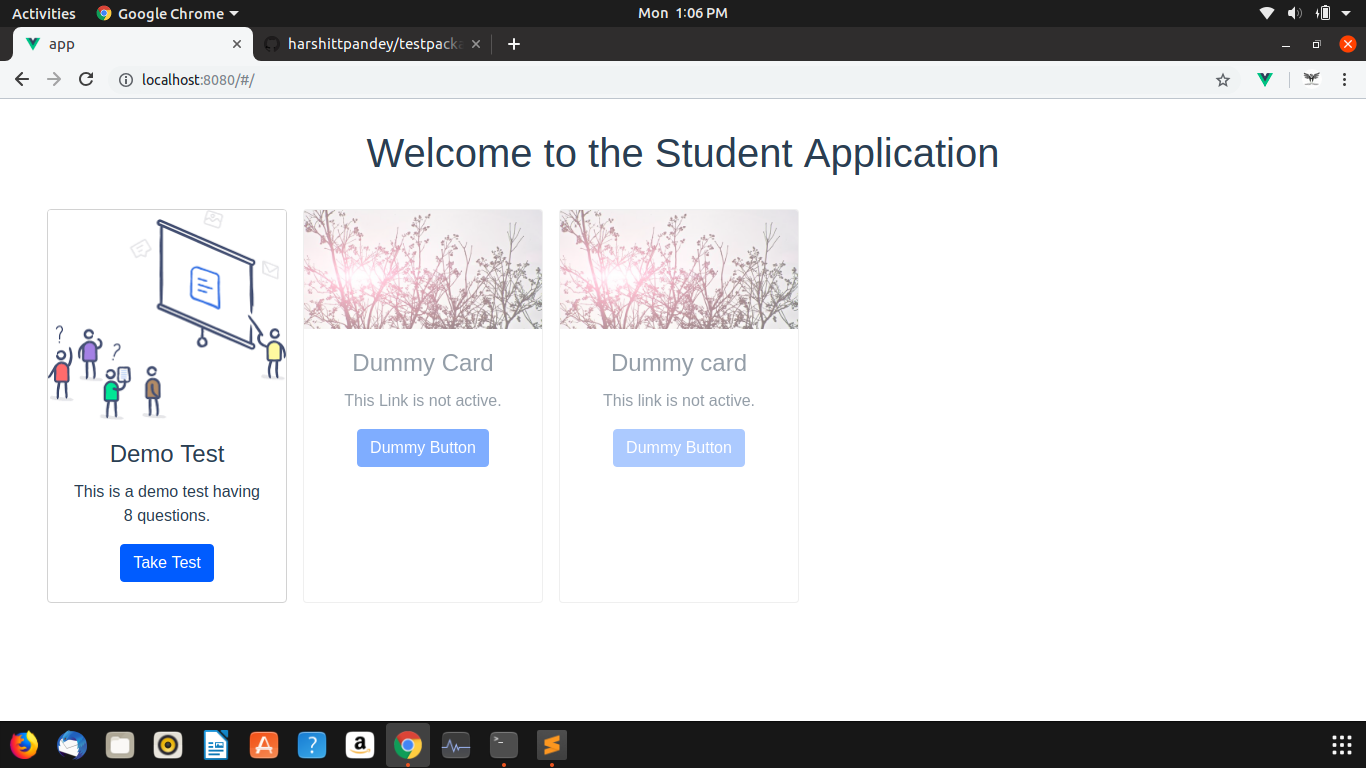 Activities
Google Chrome
Mon 1:06 PM
app
harshittpandey/testpack
localhost:8080/#/
Welcome to the Student Application
?
?
Demo Test
This is a demo test having
8 questions.
Take Test
Dummy Card
This Link is not active.
Dummy Button
Dummy card
This link is not active.
Dummy Button